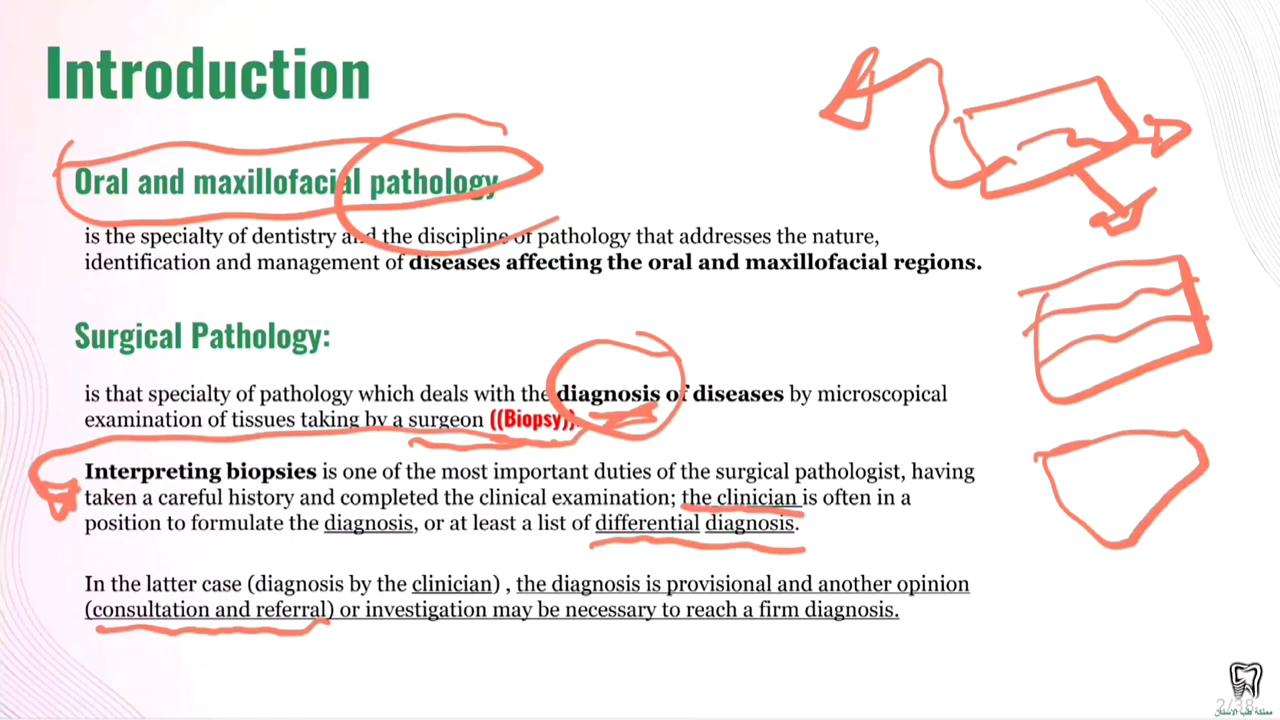 Introduction
Oral and maxillofacial pathology
is the specialty of dentistry and the discipline of pathology that addresses the nature,
identification and management of diseases affecting the oral and maxillofacial regions.
Surgical Pathology:
is that specialty of pathology which deals with the diagnosis of diseases by microscopical
examination of tissues taking by a surgeon ((Biopsy)).
Interpreting biopsies is one of the most important duties of the surgical pathologist, having
taken a careful history and completed the clinical examination; the clinician is often in a
position to formulate the diagnosis, or at least a list of differential diagnosis.
In the latter case (diagnosis by the clinician) , the diagnosis is provisional and another opinion
(consultation and referral) or investigation may be necessary to reach a firm diagnosis.
2/38
مملكة طب الاسنان